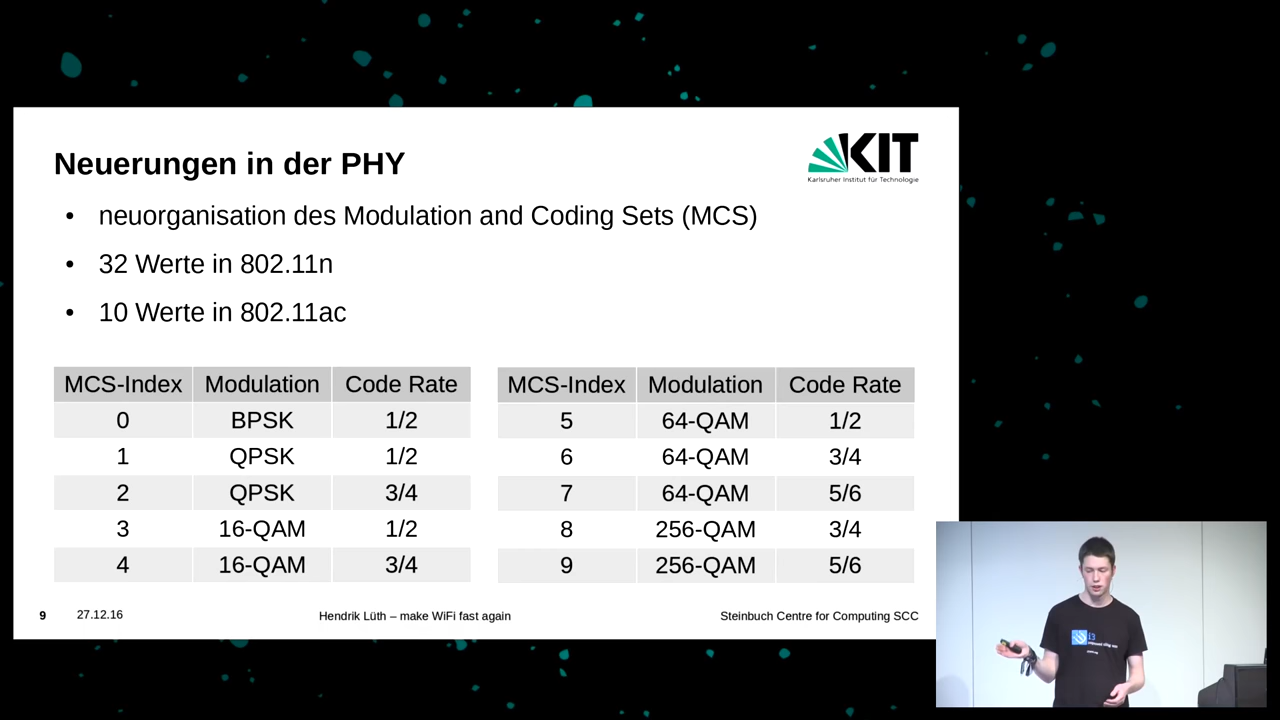 Neuerungen in der PHY
KIT
Karlsruher Institut für Technologie
• neuorganisation des Modulation and Coding Sets (MCS)
• 32 Werte in 802.11n
• 10 Werte in 802.11ac
MCS-Index Modulation Code Rate
0 BPSK 1/2
1 QPSK 1/2
2 QPSK 3/4
3 16-QAM 1/2
4 16-QAM 3/4
MCS-Index Modulation Code Rate
5 64-QAM 1/2
6 64-QAM 3/4
7 64-QAM 5/6
8 256-QAM 3/4
9 256-QAM 5/6
9 27.12.16 Hendrik Lüth – make WiFi fast again Steinbuch Centre for Computing SCC
i3